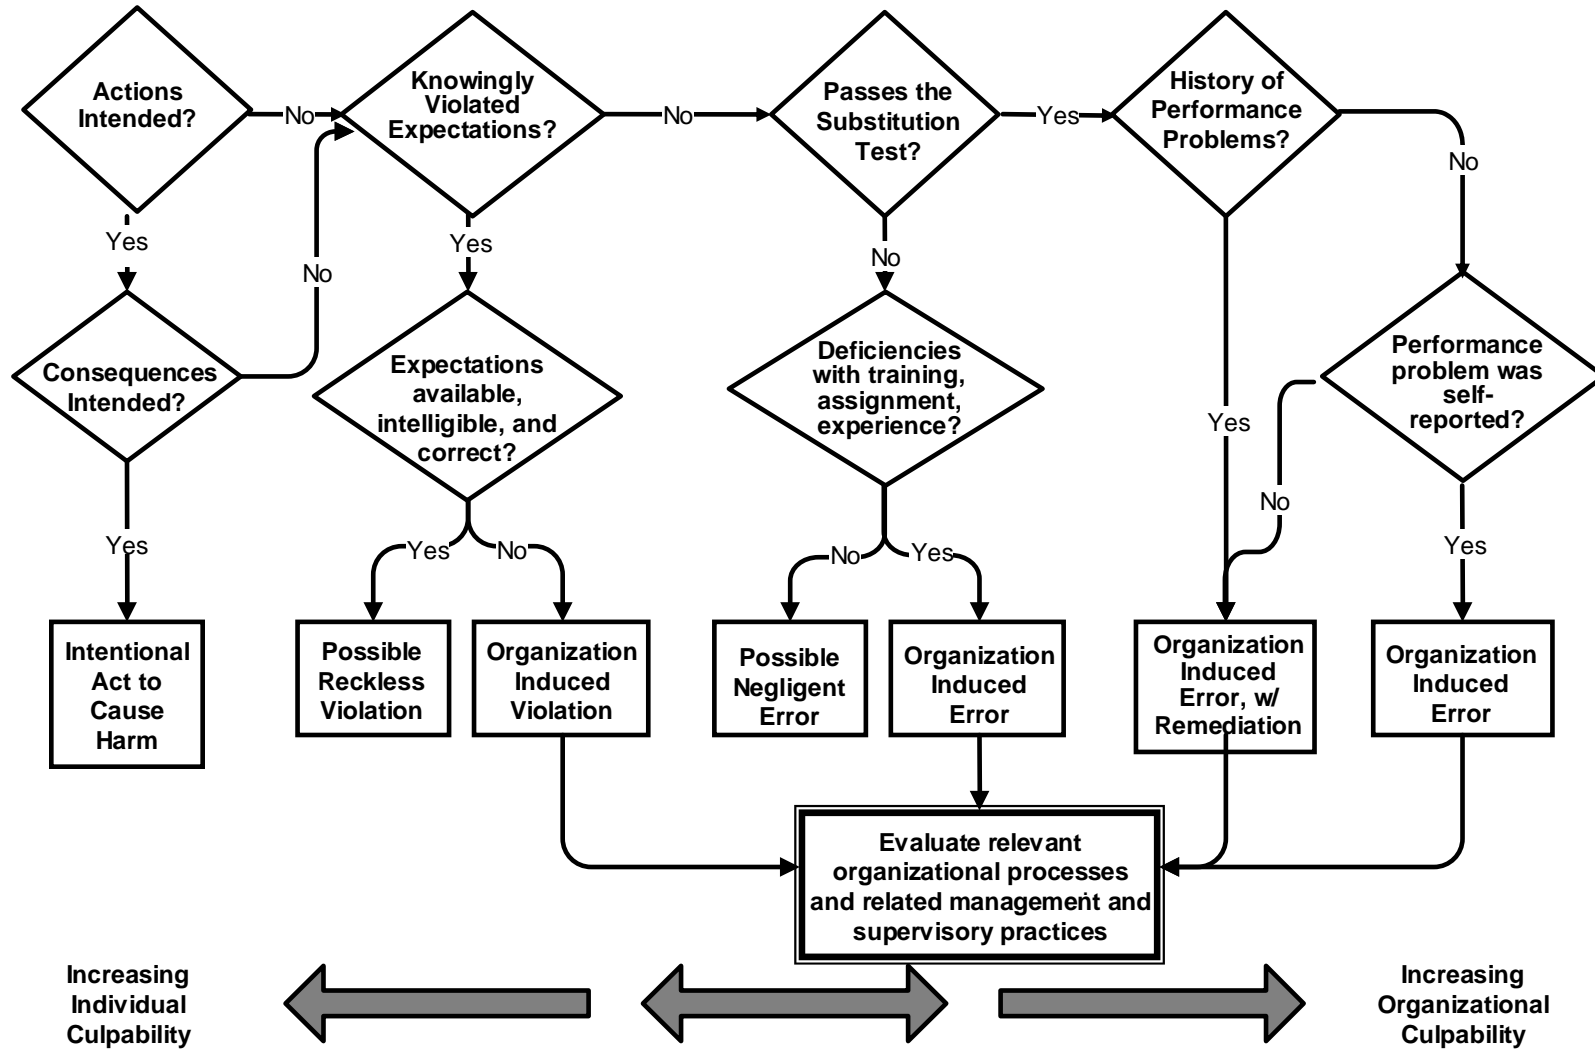 Actions
Intended?
No
Knowingly
Violated
Expectations?
No
Passes the
Substitution
Test?
Yes
History of
Performance
Problems?
No
Yes
No
Yes
No
Consequences
Intended?
Expectations
available,
intelligible, and
correct?
Deficiencies
with training,
assignment,
experience?
Yes
Performance
problem was
self-
reported?
No
Yes
Yes
No
No
Yes
Yes
Intentional
Act to
Cause
Harm
Possible
Reckless
Violation
Organization
Induced
Violation
Possible
Negligent
Error
Organization
Induced
Error
Organization
Induced
Error, w/
Remediation
Organization
Induced
Error
Evaluate relevant
organizational processes
and related management and
supervisory practices
Increasing
Individual
Culpability
Increasing
Organizational
Culpability